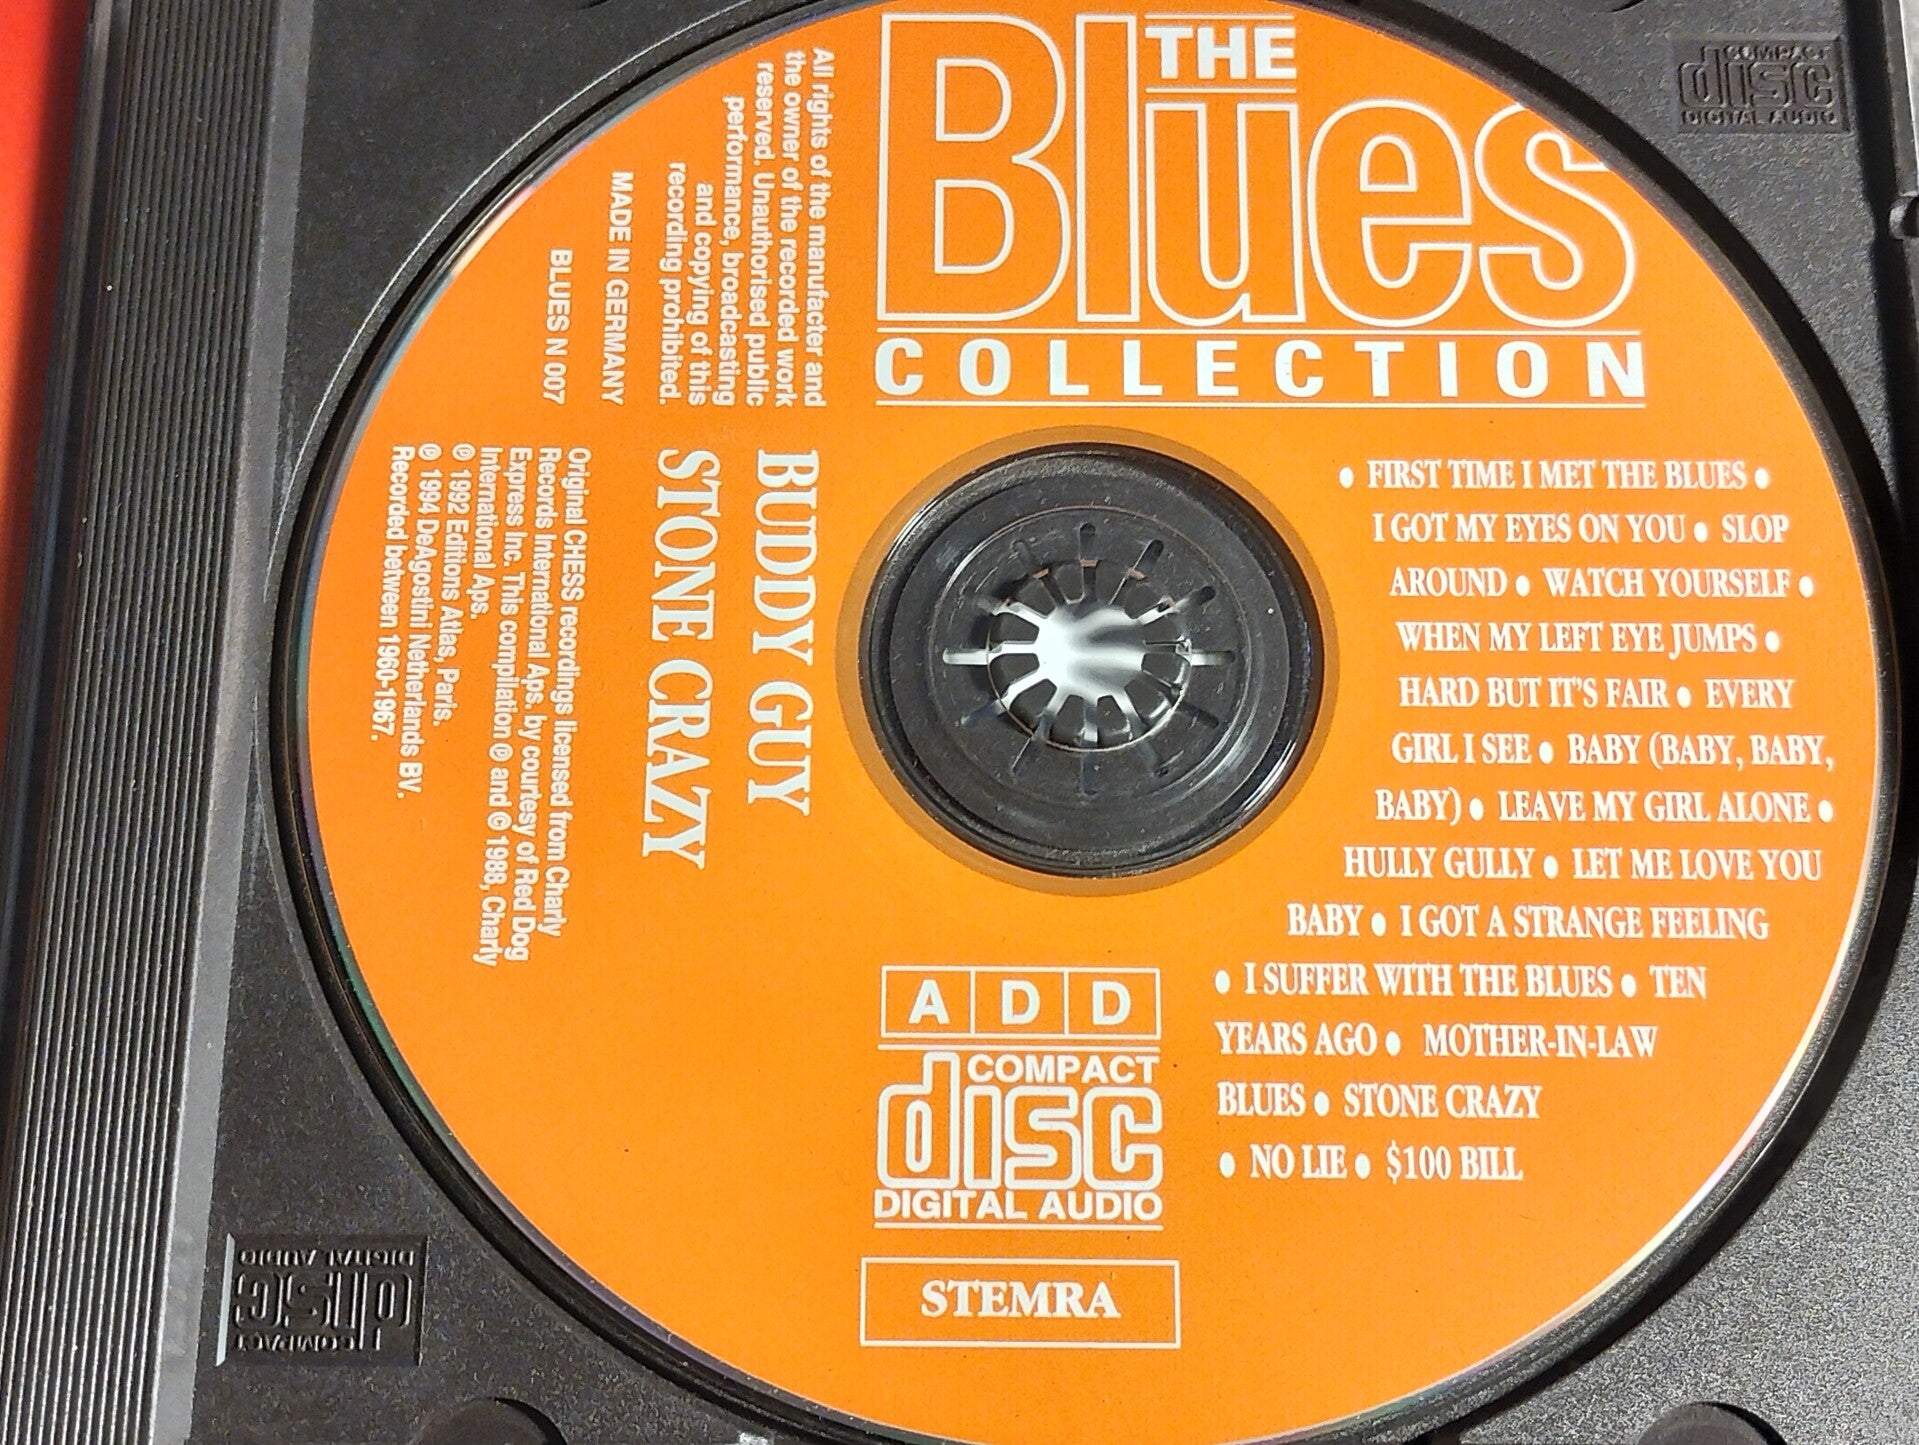 THE
Blues
COLLECTION
All rights of the manufacter and
the owner of the recorded work
reserved. Unauthorised public
performance, broadcasting
and copying of this
recording prohibited.
MADE IN GERMANY
BLUES N 007
BUDDY GUY
STONE CRAZY
Original CHESS recordings licensed from Charly
Records International Aps. by courtesy of Red Dog
Express Inc. This compilation ℗ and © 1988, Charly
International Aps.
© 1992 Editions Atlas, Paris.
© 1994 DeAgostini Netherlands BV.
Recorded between 1960-1967.
• FIRST TIME I MET THE BLUES •
I GOT MY EYES ON YOU • SLOP
AROUND • WATCH YOURSELF •
WHEN MY LEFT EYE JUMPS •
HARD BUT IT'S FAIR • EVERY
GIRL I SEE • BABY (BABY, BABY,
BABY) • LEAVE MY GIRL ALONE •
HULLY GULLY • LET ME LOVE YOU
BABY • I GOT A STRANGE FEELING
• I SUFFER WITH THE BLUES • TEN
YEARS AGO • MOTHER-IN-LAW
BLUES • STONE CRAZY
• NO LIE • $100 BILL
A D D
COMPACT
disc
DIGITAL AUDIO
STEMRA
COMPACT
disc
DIGITAL AUDIO
COMPACT
disc
DIGITAL AUDIO